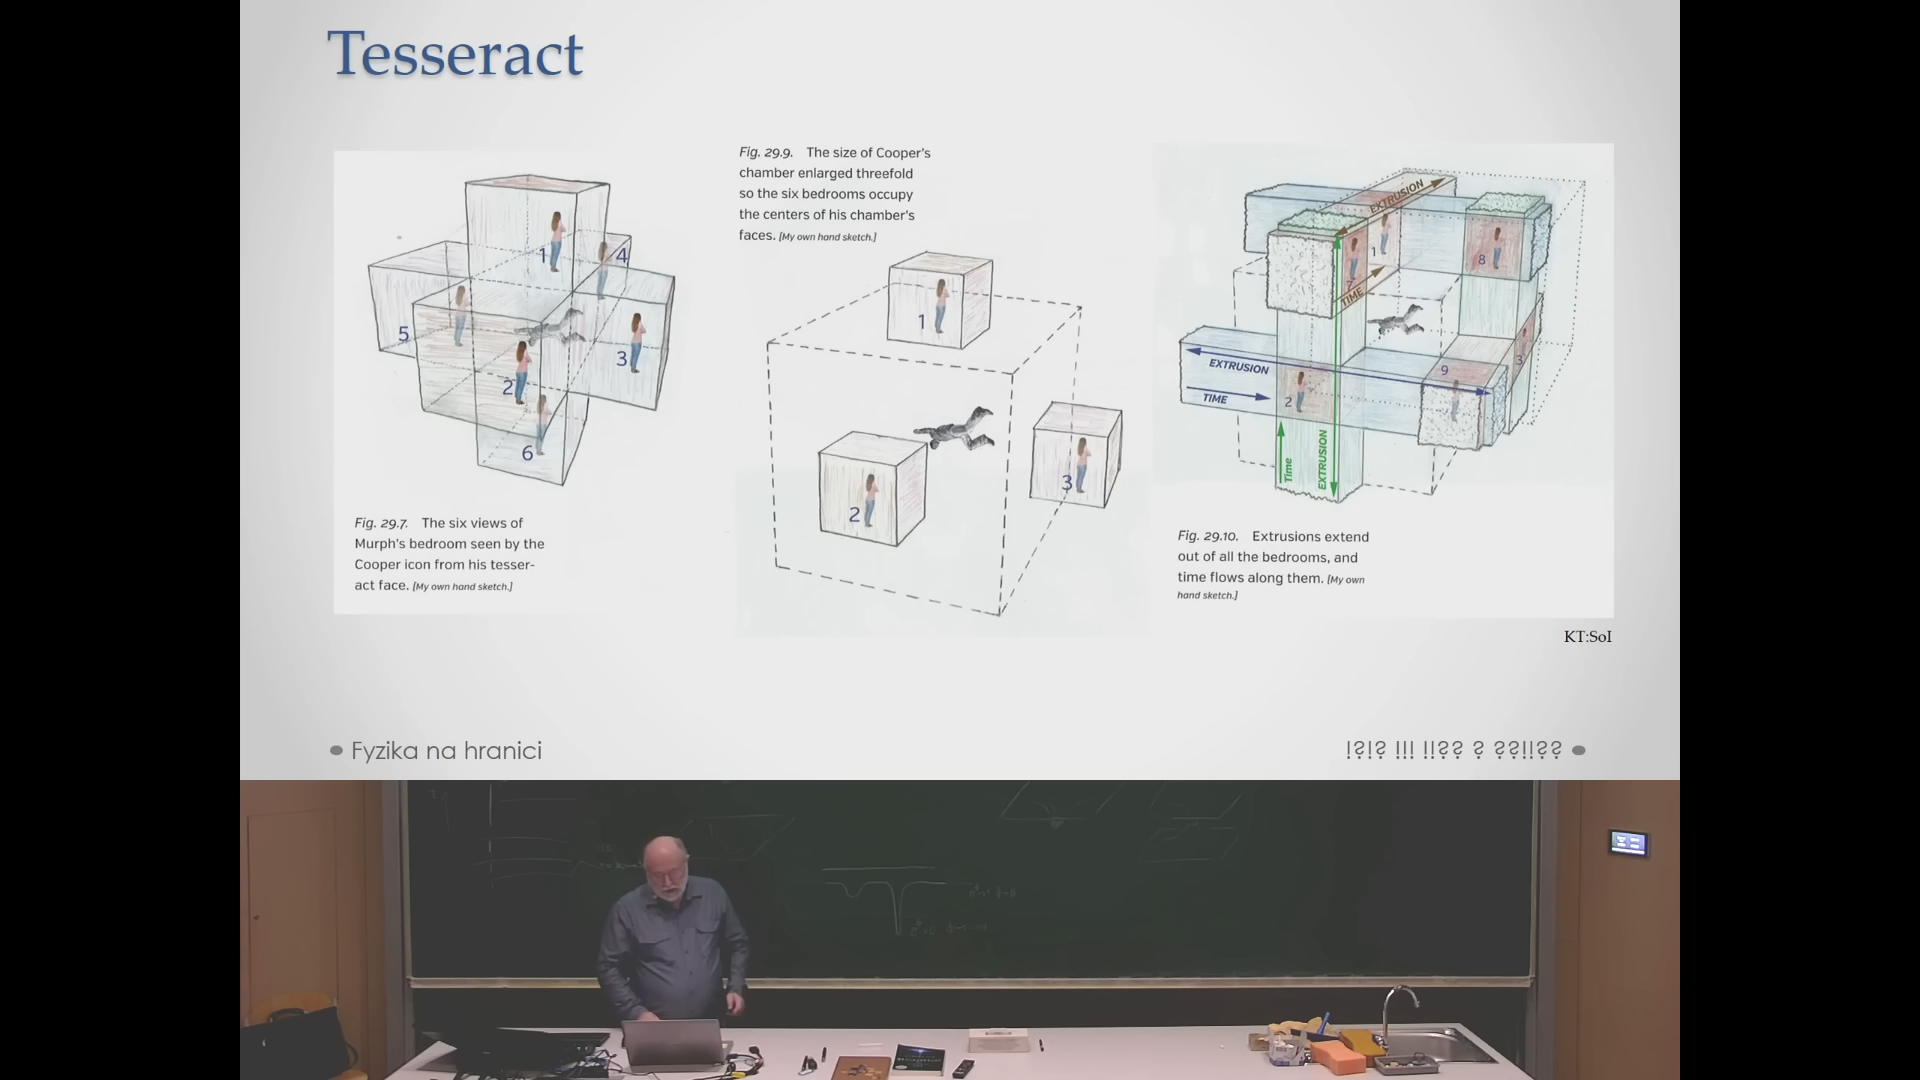 Tesseract
1
4
5
3
2
6
Fig. 29.7. The six views of
Murph's bedroom seen by the
Cooper icon from his tesser-
act face. [My own hand sketch.]
Fig. 29.9. The size of Cooper's
chamber enlarged threefold
so the six bedrooms occupy
the centers of his chamber's
faces. [My own hand sketch.]
1
2
3
EXTRUSION
1
7
8
TIME
EXTRUSION
TIME
2
9
3
Time
EXTRUSION
Fig. 29.10. Extrusions extend
out of all the bedrooms, and
time flows along them. [My own
hand sketch.]
KT:SoI
• Fyzika na hranici